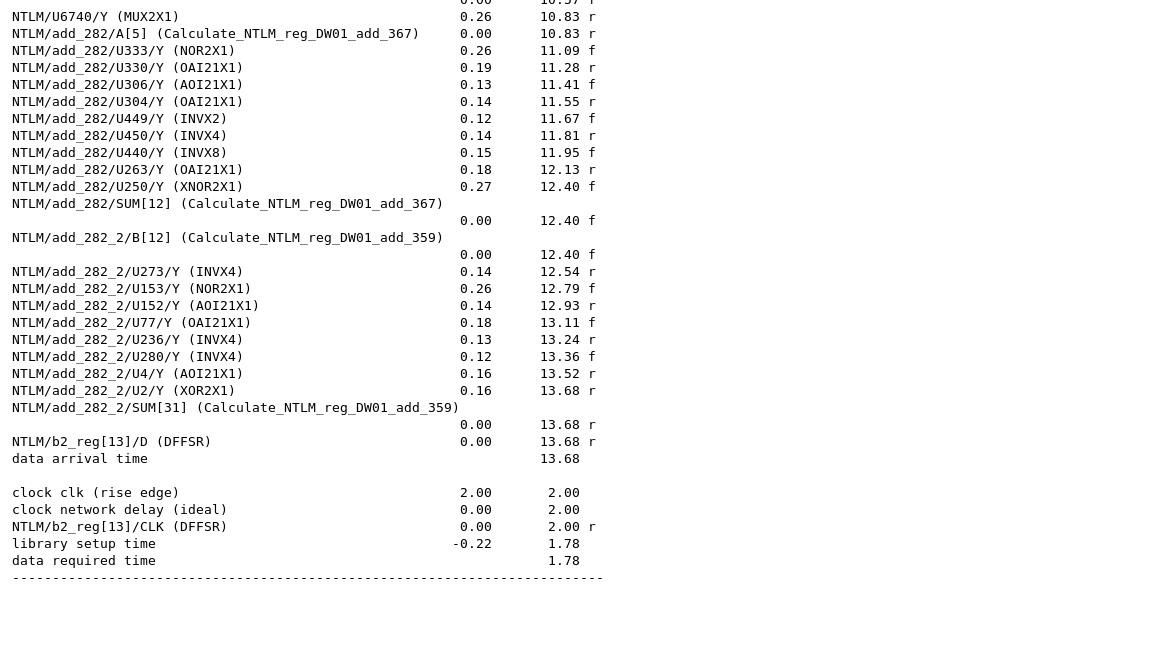 NTLM/U6740/Y (MUX2X1) 0.26 10.83 r
NTLM/add_282/A[5] (Calculate_NTLM_reg_DW01_add_367) 0.00 10.83 r
NTLM/add_282/U333/Y (NOR2X1) 0.26 11.09 f
NTLM/add_282/U330/Y (OAI21X1) 0.19 11.28 r
NTLM/add_282/U306/Y (AOI21X1) 0.13 11.41 f
NTLM/add_282/U304/Y (OAI21X1) 0.14 11.55 r
NTLM/add_282/U449/Y (INVX2) 0.12 11.67 f
NTLM/add_282/U450/Y (INVX4) 0.14 11.81 r
NTLM/add_282/U440/Y (INVX8) 0.15 11.95 f
NTLM/add_282/U263/Y (OAI21X1) 0.18 12.13 r
NTLM/add_282/U250/Y (XNOR2X1) 0.27 12.40 f
NTLM/add_282/SUM[12] (Calculate_NTLM_reg_DW01_add_367)
0.00 12.40 f
NTLM/add_282_2/B[12] (Calculate_NTLM_reg_DW01_add_359)
0.00 12.40 f
NTLM/add_282_2/U273/Y (INVX4) 0.14 12.54 r
NTLM/add_282_2/U153/Y (NOR2X1) 0.26 12.79 f
NTLM/add_282_2/U152/Y (AOI21X1) 0.14 12.93 r
NTLM/add_282_2/U77/Y (OAI21X1) 0.18 13.11 f
NTLM/add_282_2/U236/Y (INVX4) 0.13 13.24 r
NTLM/add_282_2/U280/Y (INVX4) 0.12 13.36 f
NTLM/add_282_2/U4/Y (AOI21X1) 0.16 13.52 r
NTLM/add_282_2/U2/Y (XOR2X1) 0.16 13.68 r
NTLM/add_282_2/SUM[31] (Calculate_NTLM_reg_DW01_add_359)
0.00 13.68 r
NTLM/b2_reg[13]/D (DFFSR) 0.00 13.68 r
data arrival time 13.68
clock clk (rise edge) 2.00 2.00
clock network delay (ideal) 0.00 2.00
NTLM/b2_reg[13]/CLK (DFFSR) 0.00 2.00 r
library setup time -0.22 1.78
data required time 1.78
--------------------------------------------------------------------------